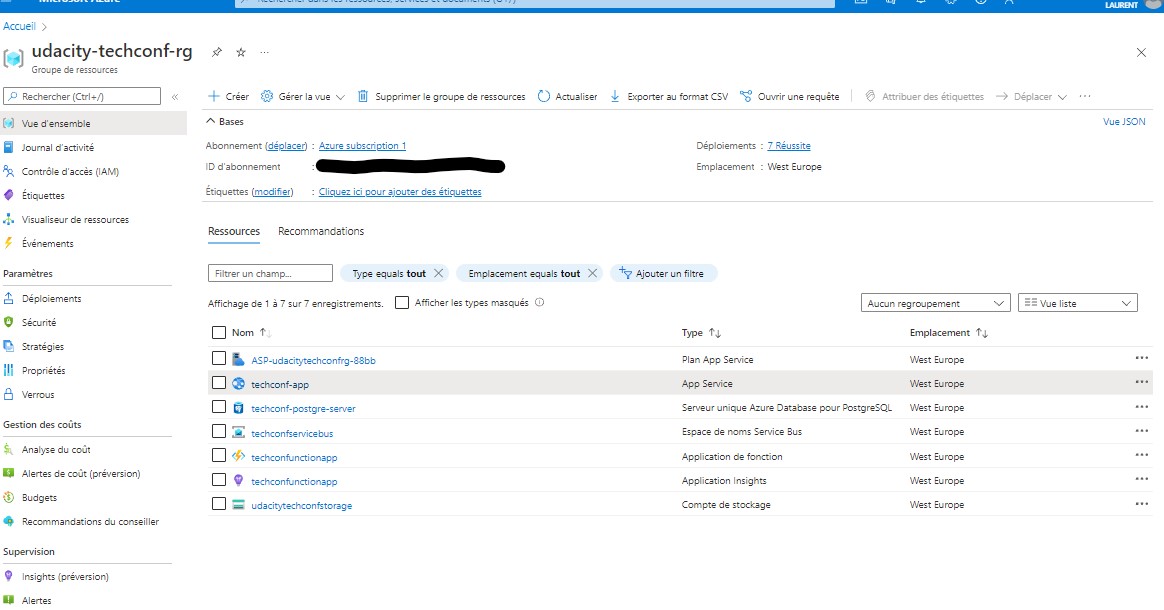 Microsoft Azure
Rechercher dans les ressources, services et documents (G+/)
LAURENT
Accueil >
udacity-techconf-rg
Groupe de ressources
Rechercher (Ctrl+/)
Créer
Gérer la vue
Supprimer le groupe de ressources
Actualiser
Exporter au format CSV
Ouvrir une requête
Attribuer des étiquettes
Déplacer
Vue d'ensemble
Journal d'activité
Contrôle d'accès (IAM)
Étiquettes
Visualiseur de ressources
Événements
Paramètres
Déploiements
Sécurité
Stratégies
Propriétés
Verrous
Gestion des coûts
Analyse du coût
Alertes de coût (préversion)
Budgets
Recommandations du conseiller
Supervision
Insights (préversion)
Alertes
Bases
Vue JSON
Abonnement (déplacer) : Azure subscription 1
Déploiements : 7 Réussite
ID d'abonnement :
Emplacement : West Europe
Étiquettes (modifier) : Cliquez ici pour ajouter des étiquettes
Ressources Recommandations
Filtrer un champ...
Type equals tout
Emplacement equals tout
Ajouter un filtre
Affichage de 1 à 7 sur 7 enregistrements.
Afficher les types masqués
Aucun regroupement
Vue liste
Nom Type Emplacement
ASP-udacitytechconfrg-88bb Plan App Service West Europe
techconf-app App Service West Europe
techconf-postgre-server Serveur unique Azure Database pour PostgreSQL West Europe
techconfservicebus Espace de noms Service Bus West Europe
techconfunctionapp Application de fonction West Europe
techconfunctionapp Application Insights West Europe
udacitytechconfstorage Compte de stockage West Europe